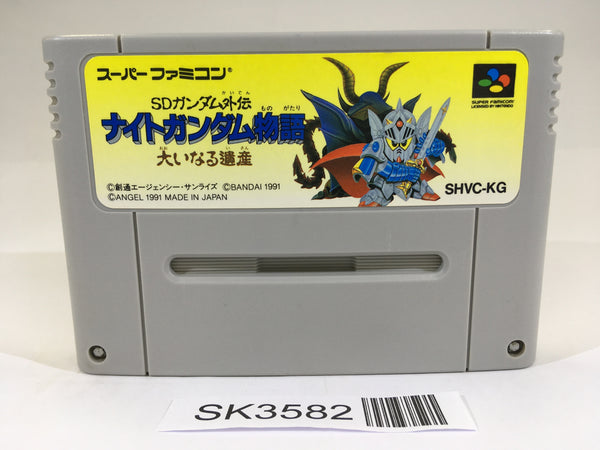 スーパーファミコン®
SDガンダム外伝
がいでん
ナイトガンダム物語
もの がたり
大いなる遺産
おお いさん
SUPER FAMICOM
LICENSED BY NINTENDO
SHVC-KG
©創通エージェンシー・サンライズ ©BANDAI 1991
©ANGEL 1991 MADE IN JAPAN
SK3582